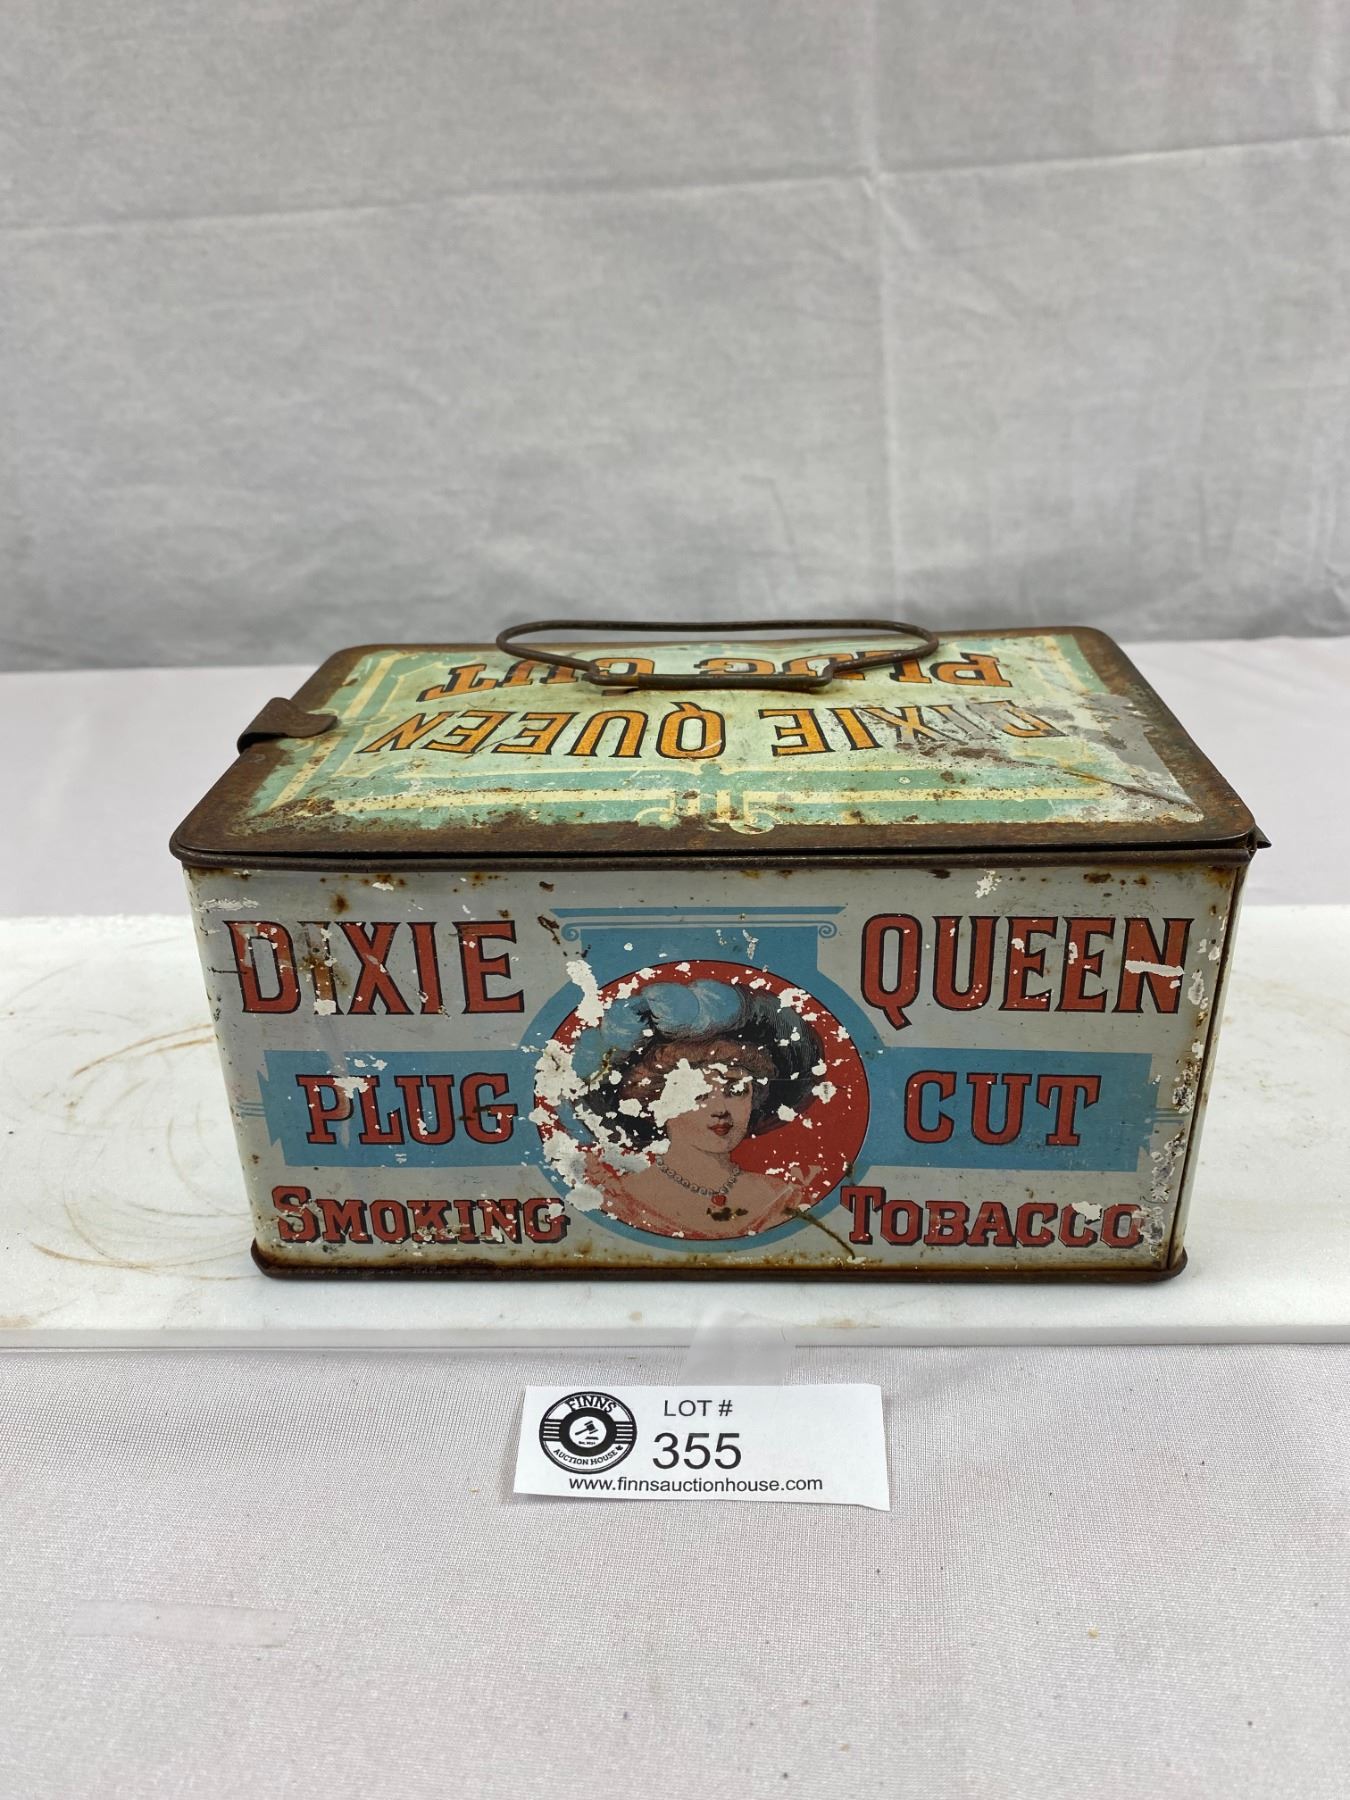 PLUG CUT
DIXIE QUEEN
DIXIE QUEEN
PLUG CUT
SMOKING TOBACCO
FINNS
AUCTION HOUSE
LOT #
355
www.finnsauctionhouse.com